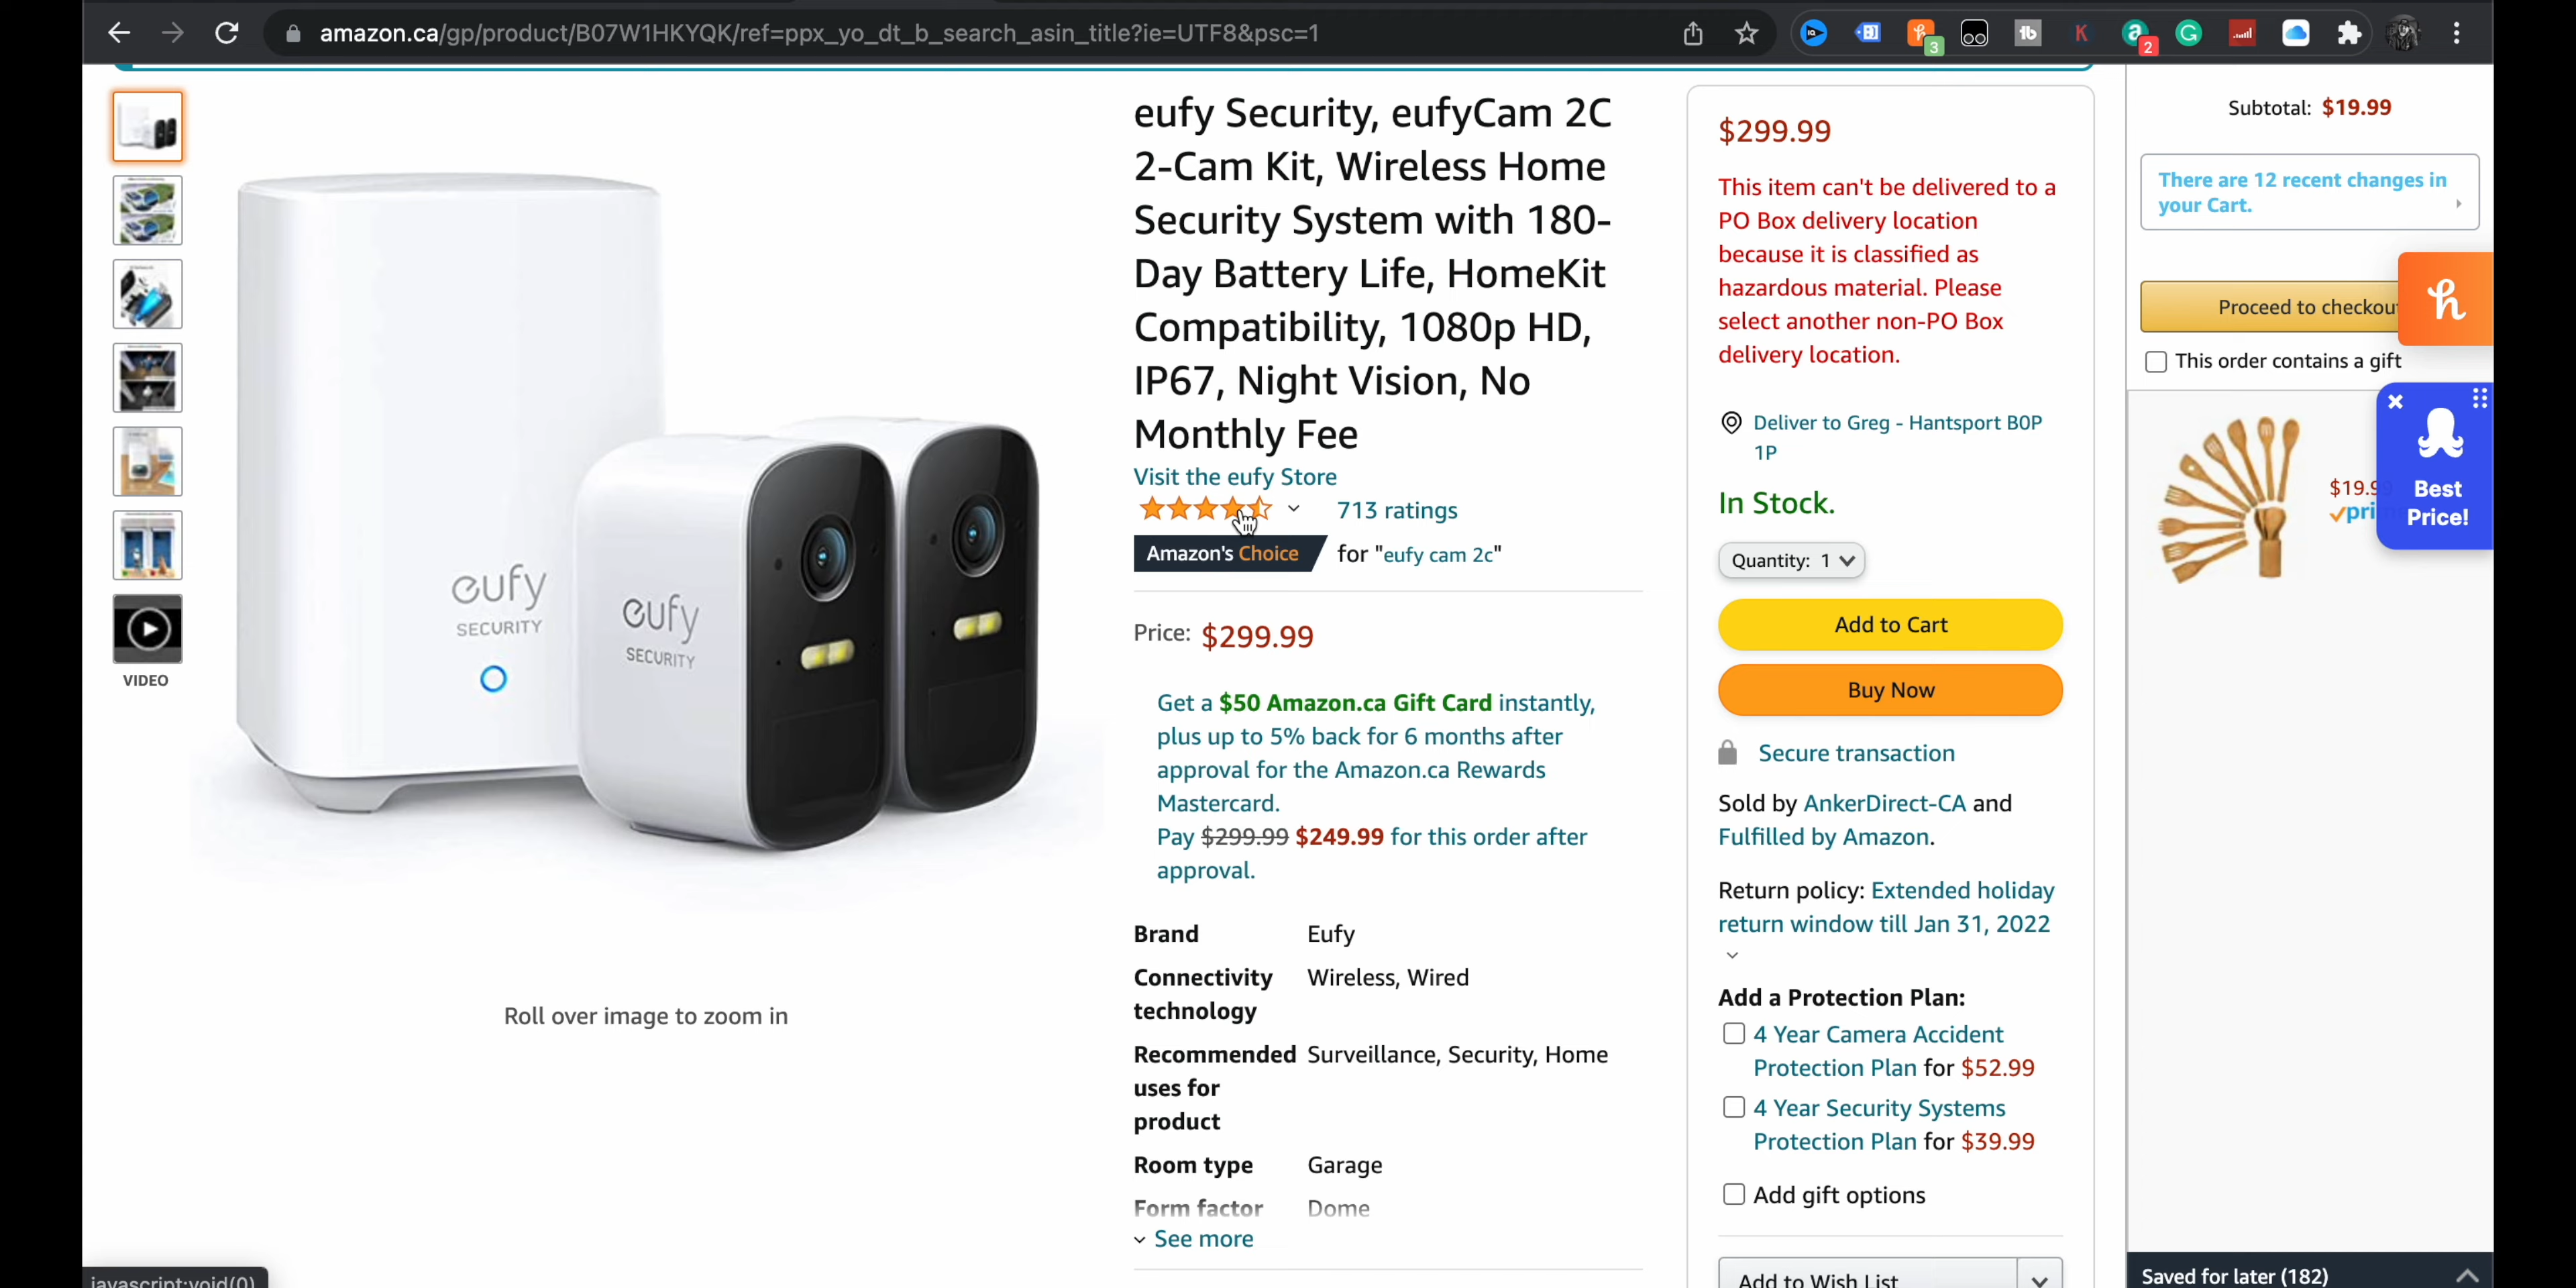 amazon.ca/gp/product/B07W1HKYQK/ref=ppx_yo_dt_b_search_asin_title?ie=UTF8&psc=1
3
tb
K
a
2
G
eufy
SECURITY
eufy
SECURITY
VIDEO
Roll over image to zoom in
eufy Security, eufyCam 2C
2-Cam Kit, Wireless Home
Security System with 180-
Day Battery Life, HomeKit
Compatibility, 1080p HD,
IP67, Night Vision, No
Monthly Fee
Visit the eufy Store
713 ratings
Amazon's Choice for "eufy cam 2c"
Price: $299.99
Get a $50 Amazon.ca Gift Card instantly,
plus up to 5% back for 6 months after
approval for the Amazon.ca Rewards
Mastercard.
Pay $299.99 $249.99 for this order after
approval.
Brand Eufy
Connectivity Wireless, Wired
technology
Recommended Surveillance, Security, Home
uses for
product
Room type Garage
Form factor Dome
See more
$299.99
This item can't be delivered to a
PO Box delivery location
because it is classified as
hazardous material. Please
select another non-PO Box
delivery location.
Deliver to Greg - Hantsport B0P
1P
In Stock.
Quantity: 1
Add to Cart
Buy Now
Secure transaction
Sold by AnkerDirect-CA and
Fulfilled by Amazon.
Return policy: Extended holiday
return window till Jan 31, 2022
Add a Protection Plan:
4 Year Camera Accident
Protection Plan for $52.99
4 Year Security Systems
Protection Plan for $39.99
Add gift options
Add to Wish List
Subtotal: $19.99
There are 12 recent changes in
your Cart.
Proceed to checkout
h
This order contains a gift
$19.99
prime
Best
Price!
Saved for later (182)
javascript:void(0)